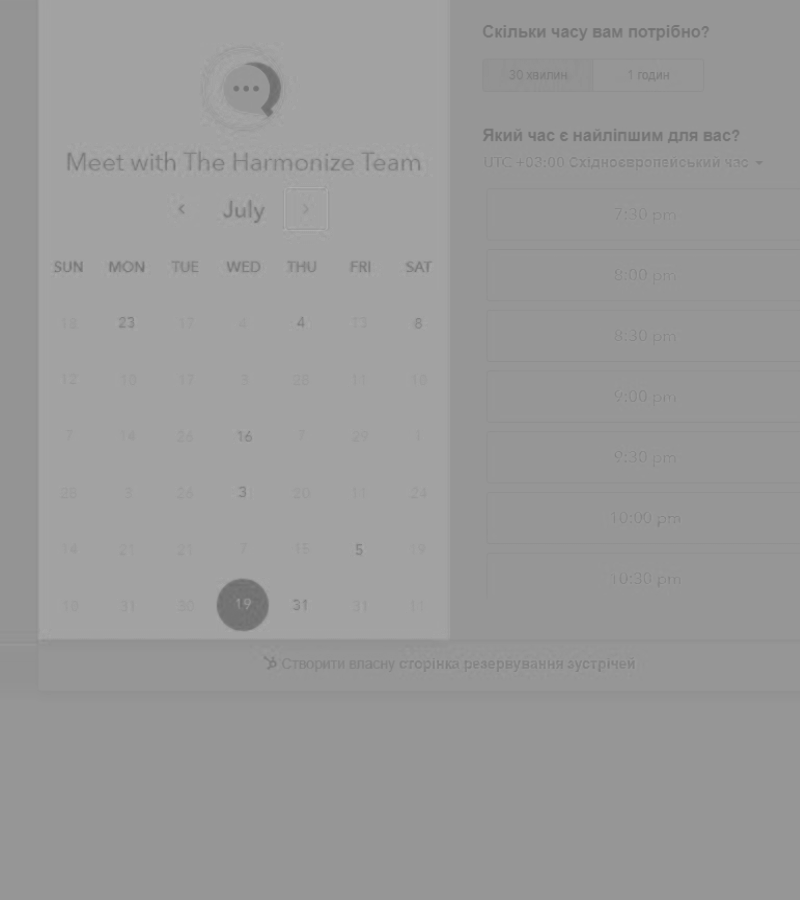 Meet with The Harmonize Team
July
SUN MON TUE WED THU FRI SAT
18 23 17 4 4 13 8
12 10 17 3 28 11 18
7 14 26 16 7 29 1
28 3 26 3 20 11 24
14 21 21 7 15 5 19
10 31 30 19 31 31 11
Скільки часу вам потрібно?
30 хвилин 1 годин
Який час є найліпшим для вас?
UTC +03:00 Східноєвропейський час
7:30 pm
8:00 pm
8:30 pm
9:00 pm
9:30 pm
10:00 pm
10:30 pm
Створити власну сторінка резервування зустрічей